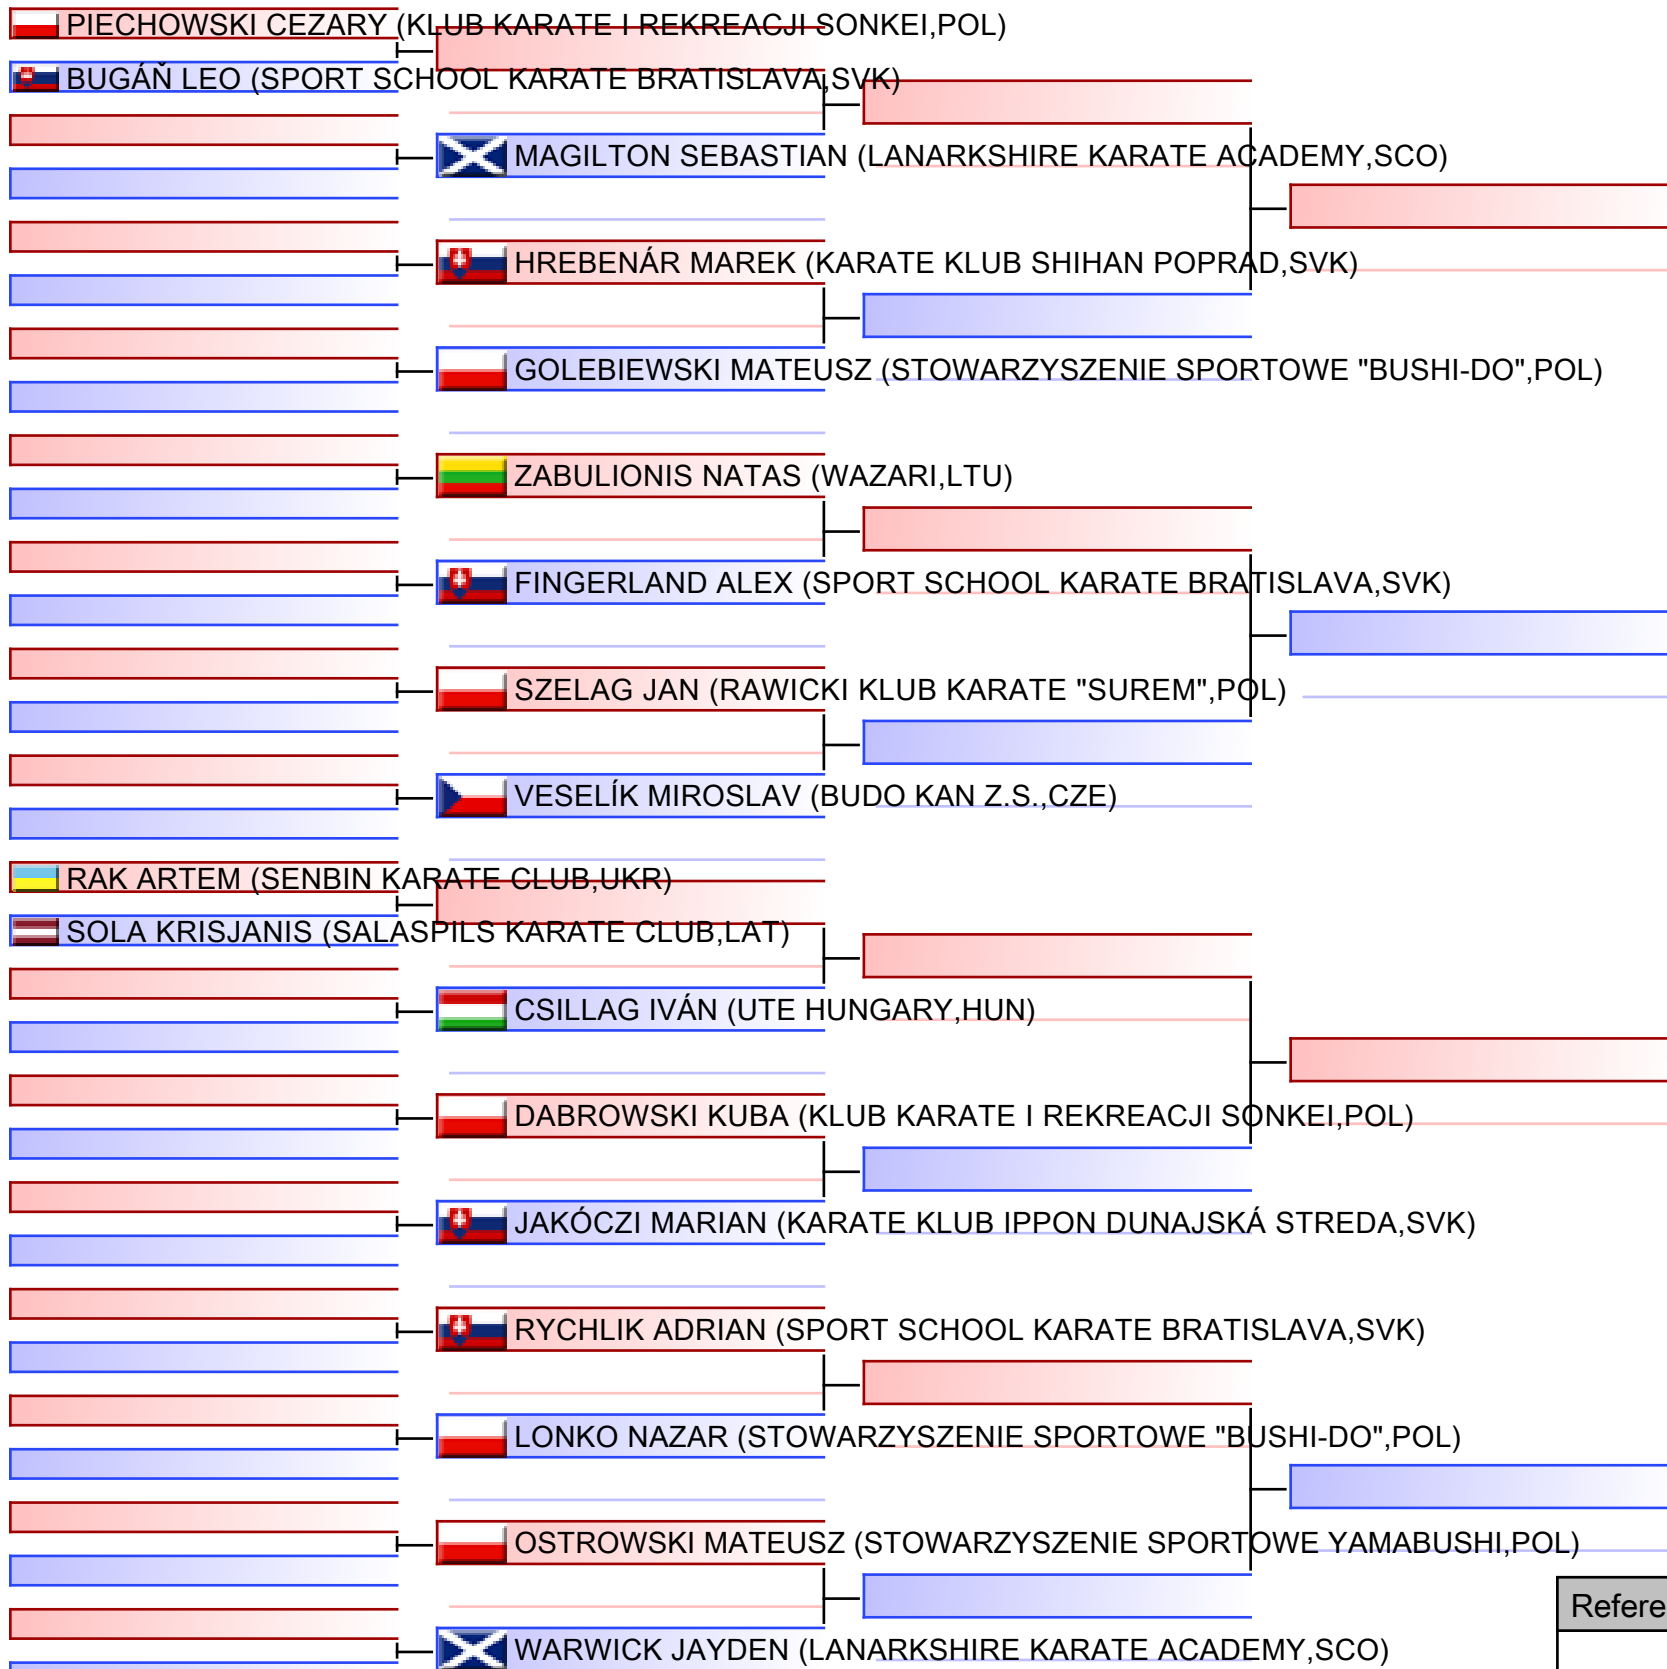 PIECHOWSKI CEZARY (KLUB KARATE I REKREACJI SONKEI,POL)
BUGÁŇ LEO (SPORT SCHOOL KARATE BRATISLAVA,SVK)
MAGILTON SEBASTIAN (LANARKSHIRE KARATE ACADEMY,SCO)
HREBENÁR MAREK (KARATE KLUB SHIHAN POPRAD,SVK)
GOLEBIEWSKI MATEUSZ (STOWARZYSZENIE SPORTOWE "BUSHI-DO",POL)
ZABULIONIS NATAS (WAZARI,LTU)
FINGERLAND ALEX (SPORT SCHOOL KARATE BRATISLAVA,SVK)
SZELAG JAN (RAWICKI KLUB KARATE "SUREM",POL)
VESELÍK MIROSLAV (BUDO KAN Z.S.,CZE)
RAK ARTEM (SENBIN KARATE CLUB,UKR)
SOLA KRISJANIS (SALASPILS KARATE CLUB,LAT)
CSILLAG IVÁN (UTE HUNGARY,HUN)
DABROWSKI KUBA (KLUB KARATE I REKREACJI SONKEI,POL)
JAKÓCZI MARIAN (KARATE KLUB IPPON DUNAJSKÁ STREDA,SVK)
RYCHLIK ADRIAN (SPORT SCHOOL KARATE BRATISLAVA,SVK)
LONKO NAZAR (STOWARZYSZENIE SPORTOWE "BUSHI-DO",POL)
OSTROWSKI MATEUSZ (STOWARZYSZENIE SPORTOWE YAMABUSHI,POL)
Refere
WARWICK JAYDEN (LANARKSHIRE KARATE ACADEMY,SCO)